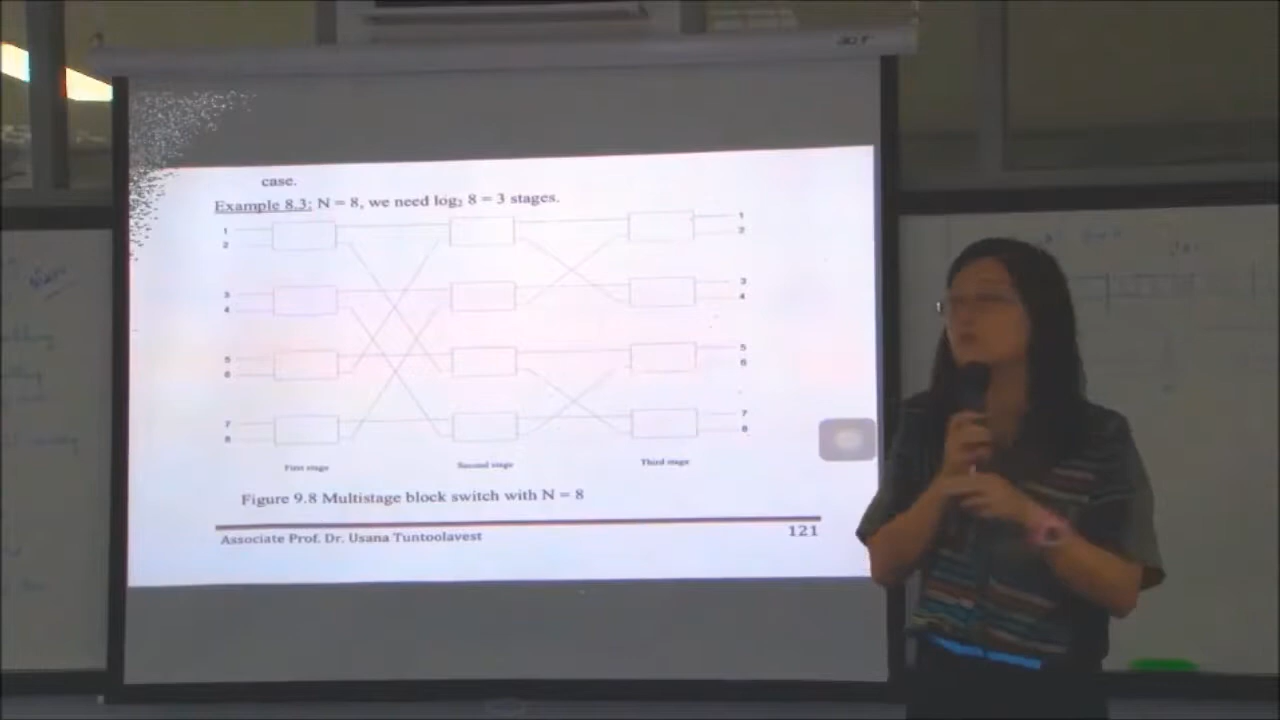 acer
case.
Example 8.3: N = 8, we need log₂ 8 = 3 stages.
1 1
2 2
3 3
4 4
5 5
6 6
7 7
8 8
First stage Second stage Third stage
Figure 9.8 Multistage block switch with N = 8
Associate Prof. Dr. Usana Tuntoolavest 121